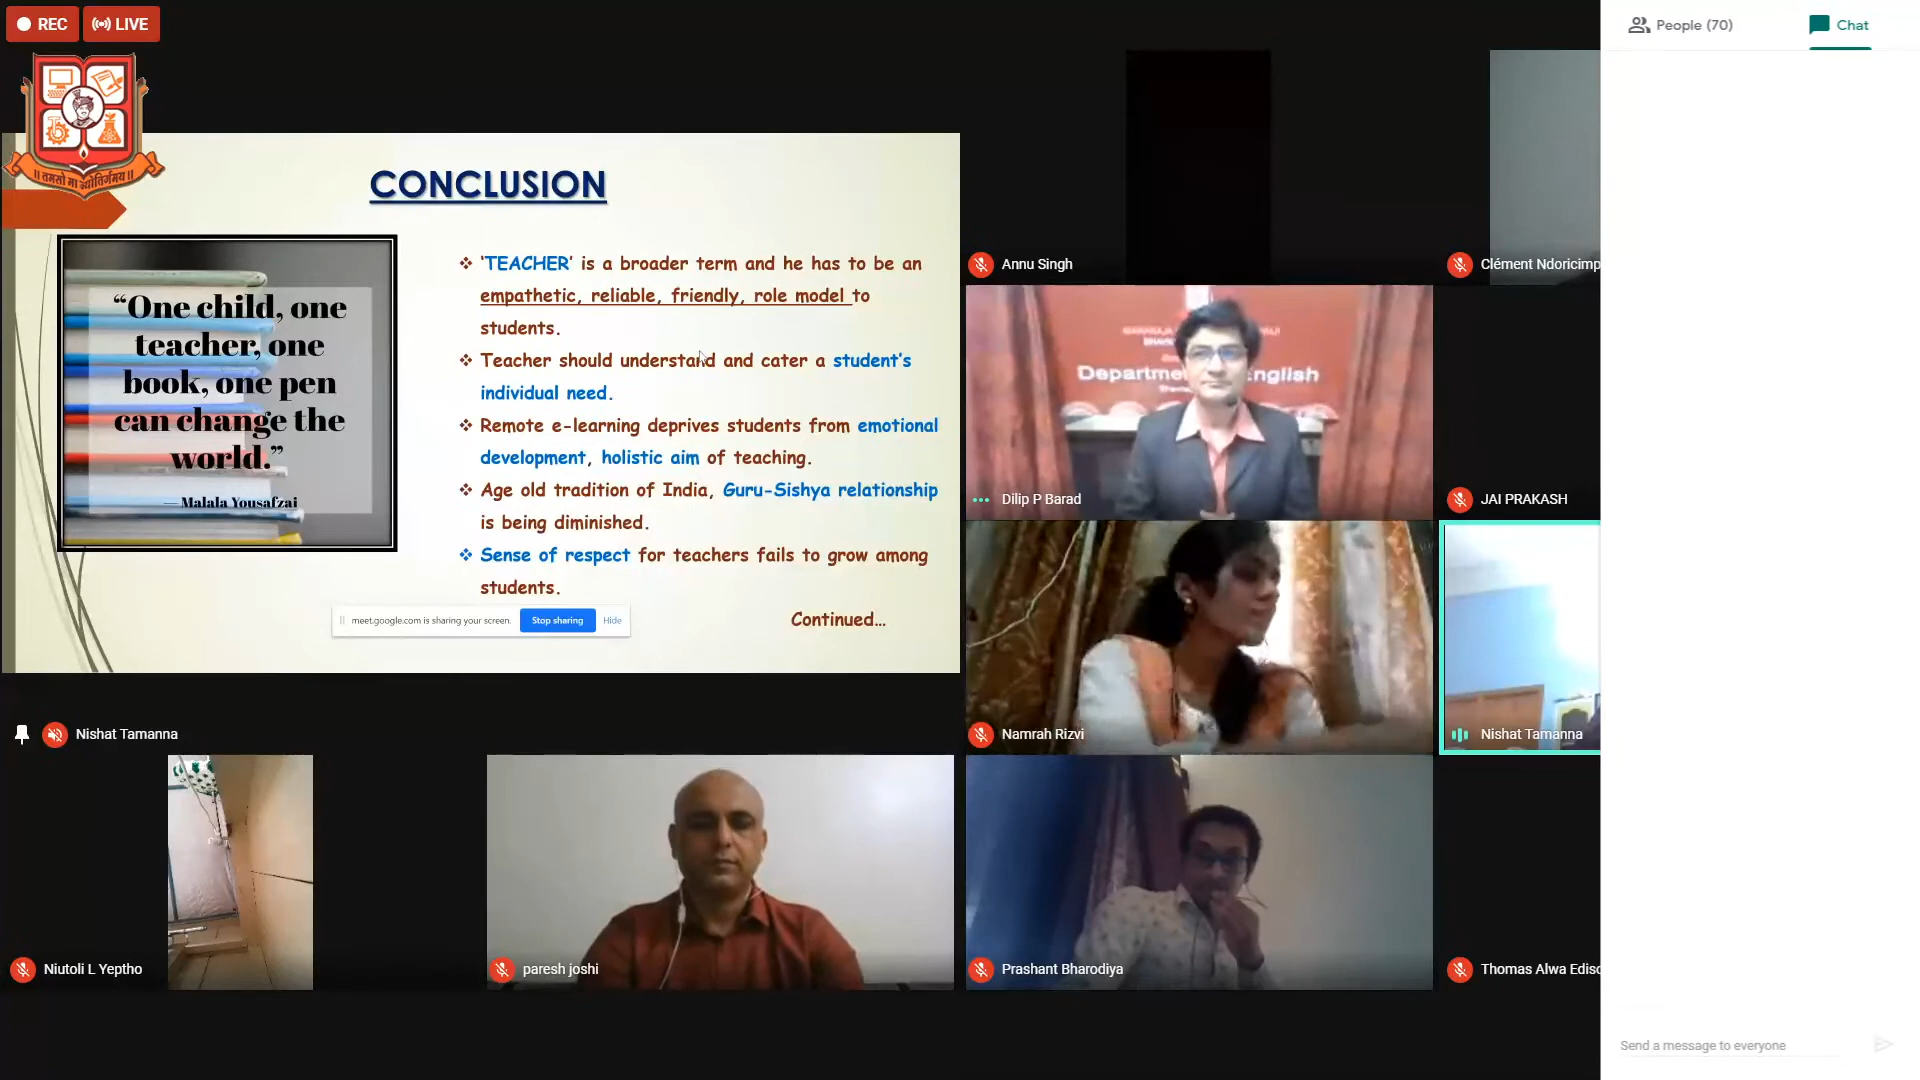 REC
LIVE
People (70)
Chat
|| तमसो मा ज्योतिर्गमय ||
CONCLUSION
“One child, one
teacher, one
book, one pen
can change the
world.”
— Malala Yousafzai
❖ ‘TEACHER’ is a broader term and he has to be an
empathetic, reliable, friendly, role model to
students.
❖ Teacher should understand and cater a student’s
individual need.
❖ Remote e-learning deprives students from emotional
development, holistic aim of teaching.
❖ Age old tradition of India, Guru-Sishya relationship
is being diminished.
❖ Sense of respect for teachers fails to grow among
students.
Continued…
meet.google.com is sharing your screen.
Stop sharing
Hide
Annu Singh
Clément Ndoricimp
Departme
English
Dilip P Barad
JAI PRAKASH
Nishat Tamanna
Namrah Rizvi
Nishat Tamanna
Niutoli L Yeptho
paresh joshi
Prashant Bharodiya
Thomas Alwa Edisc
Send a message to everyone